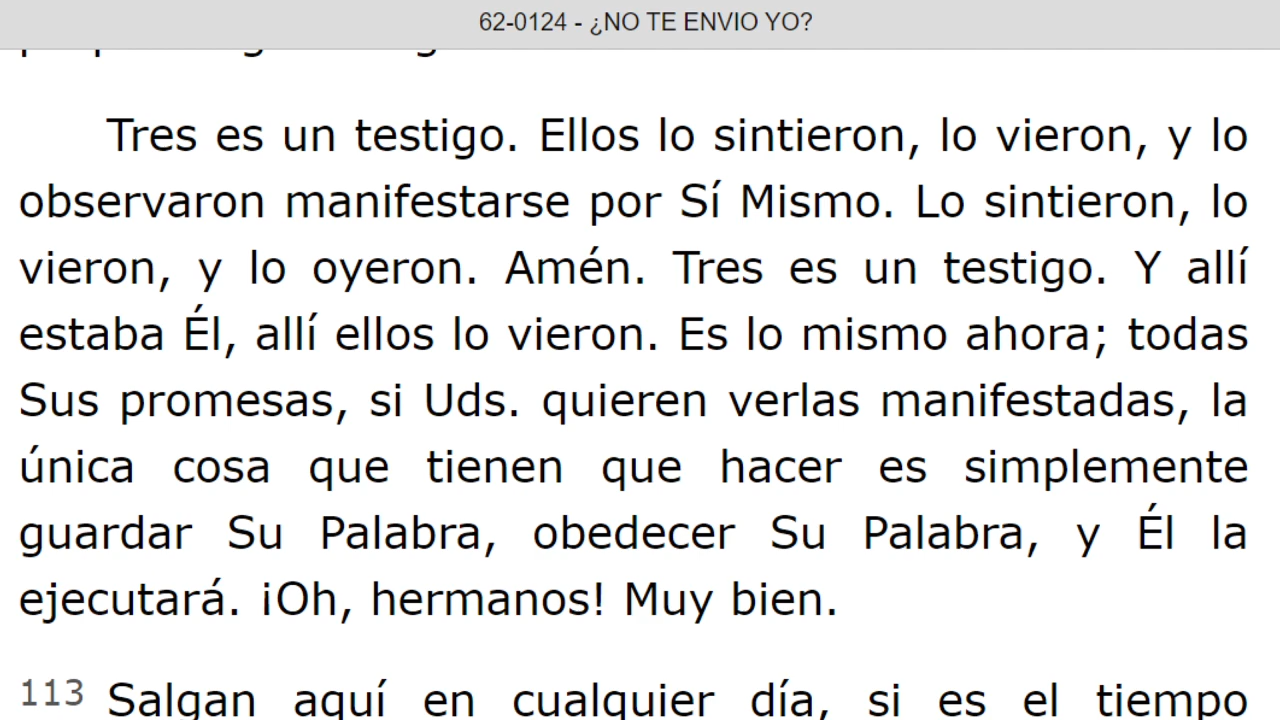 62-0124 - ¿NO TE ENVIO YO?
Tres es un testigo. Ellos lo sintieron, lo vieron, y lo
observaron manifestarse por Sí Mismo. Lo sintieron, lo
vieron, y lo oyeron. Amén. Tres es un testigo. Y allí
estaba Él, allí ellos lo vieron. Es lo mismo ahora; todas
Sus promesas, si Uds. quieren verlas manifestadas, la
única cosa que tienen que hacer es simplemente
guardar Su Palabra, obedecer Su Palabra, y Él la
ejecutará. ¡Oh, hermanos! Muy bien.
113 Salgan aquí en cualquier día, si es el tiempo